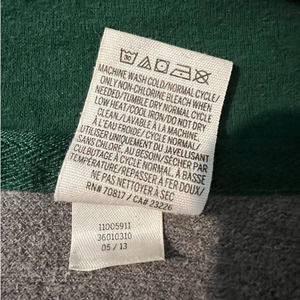 MACHINE WASH COLD/NORMAL CYCLE/
ONLY NON-CHLORINE BLEACH WHEN
NEEDED/TUMBLE DRY NORMAL CYCLE
LOW HEAT/COOL IRON/DO NOT DRY
CLEAN./LAVABLE À LA MACHINE
À L'EAU FROIDE/ CYCLE NORMAL/
UTILISER UNIQUEMENT DU JAVELLISANT
SANS CHLORE, AU BESOIN/SÉCHER PAR
CULBUTAGE À CYCLE NORMAL, À BASSE
TEMPÉRATURE/REPASSER À FER DOUX/
NE PAS NETTOYER À SEC
RN# 70817 / CA# 23226
11005911
36010310
05 / 13